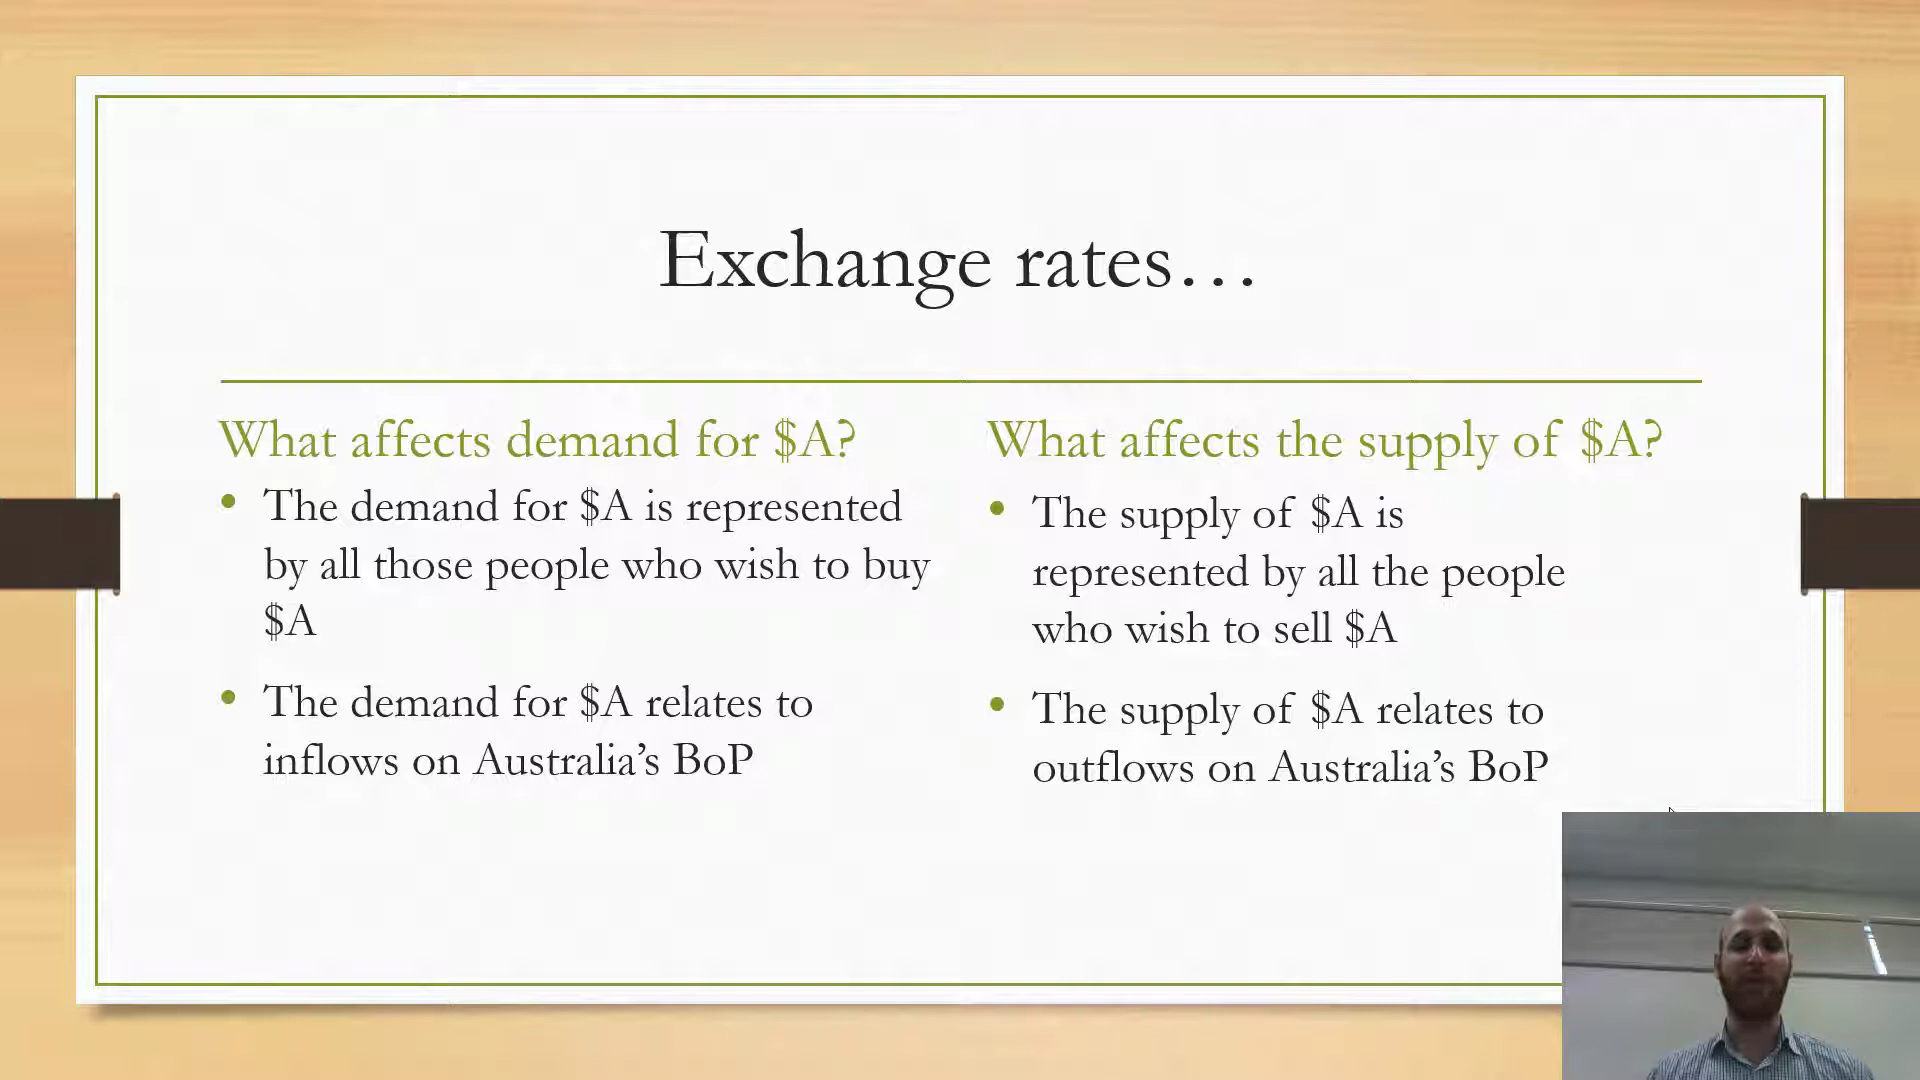 Exchange rates…
What affects demand for $A?
• The demand for $A is represented
by all those people who wish to buy
$A
• The demand for $A relates to
inflows on Australia’s BoP
What affects the supply of $A?
• The supply of $A is
represented by all the people
who wish to sell $A
• The supply of $A relates to
outflows on Australia’s BoP